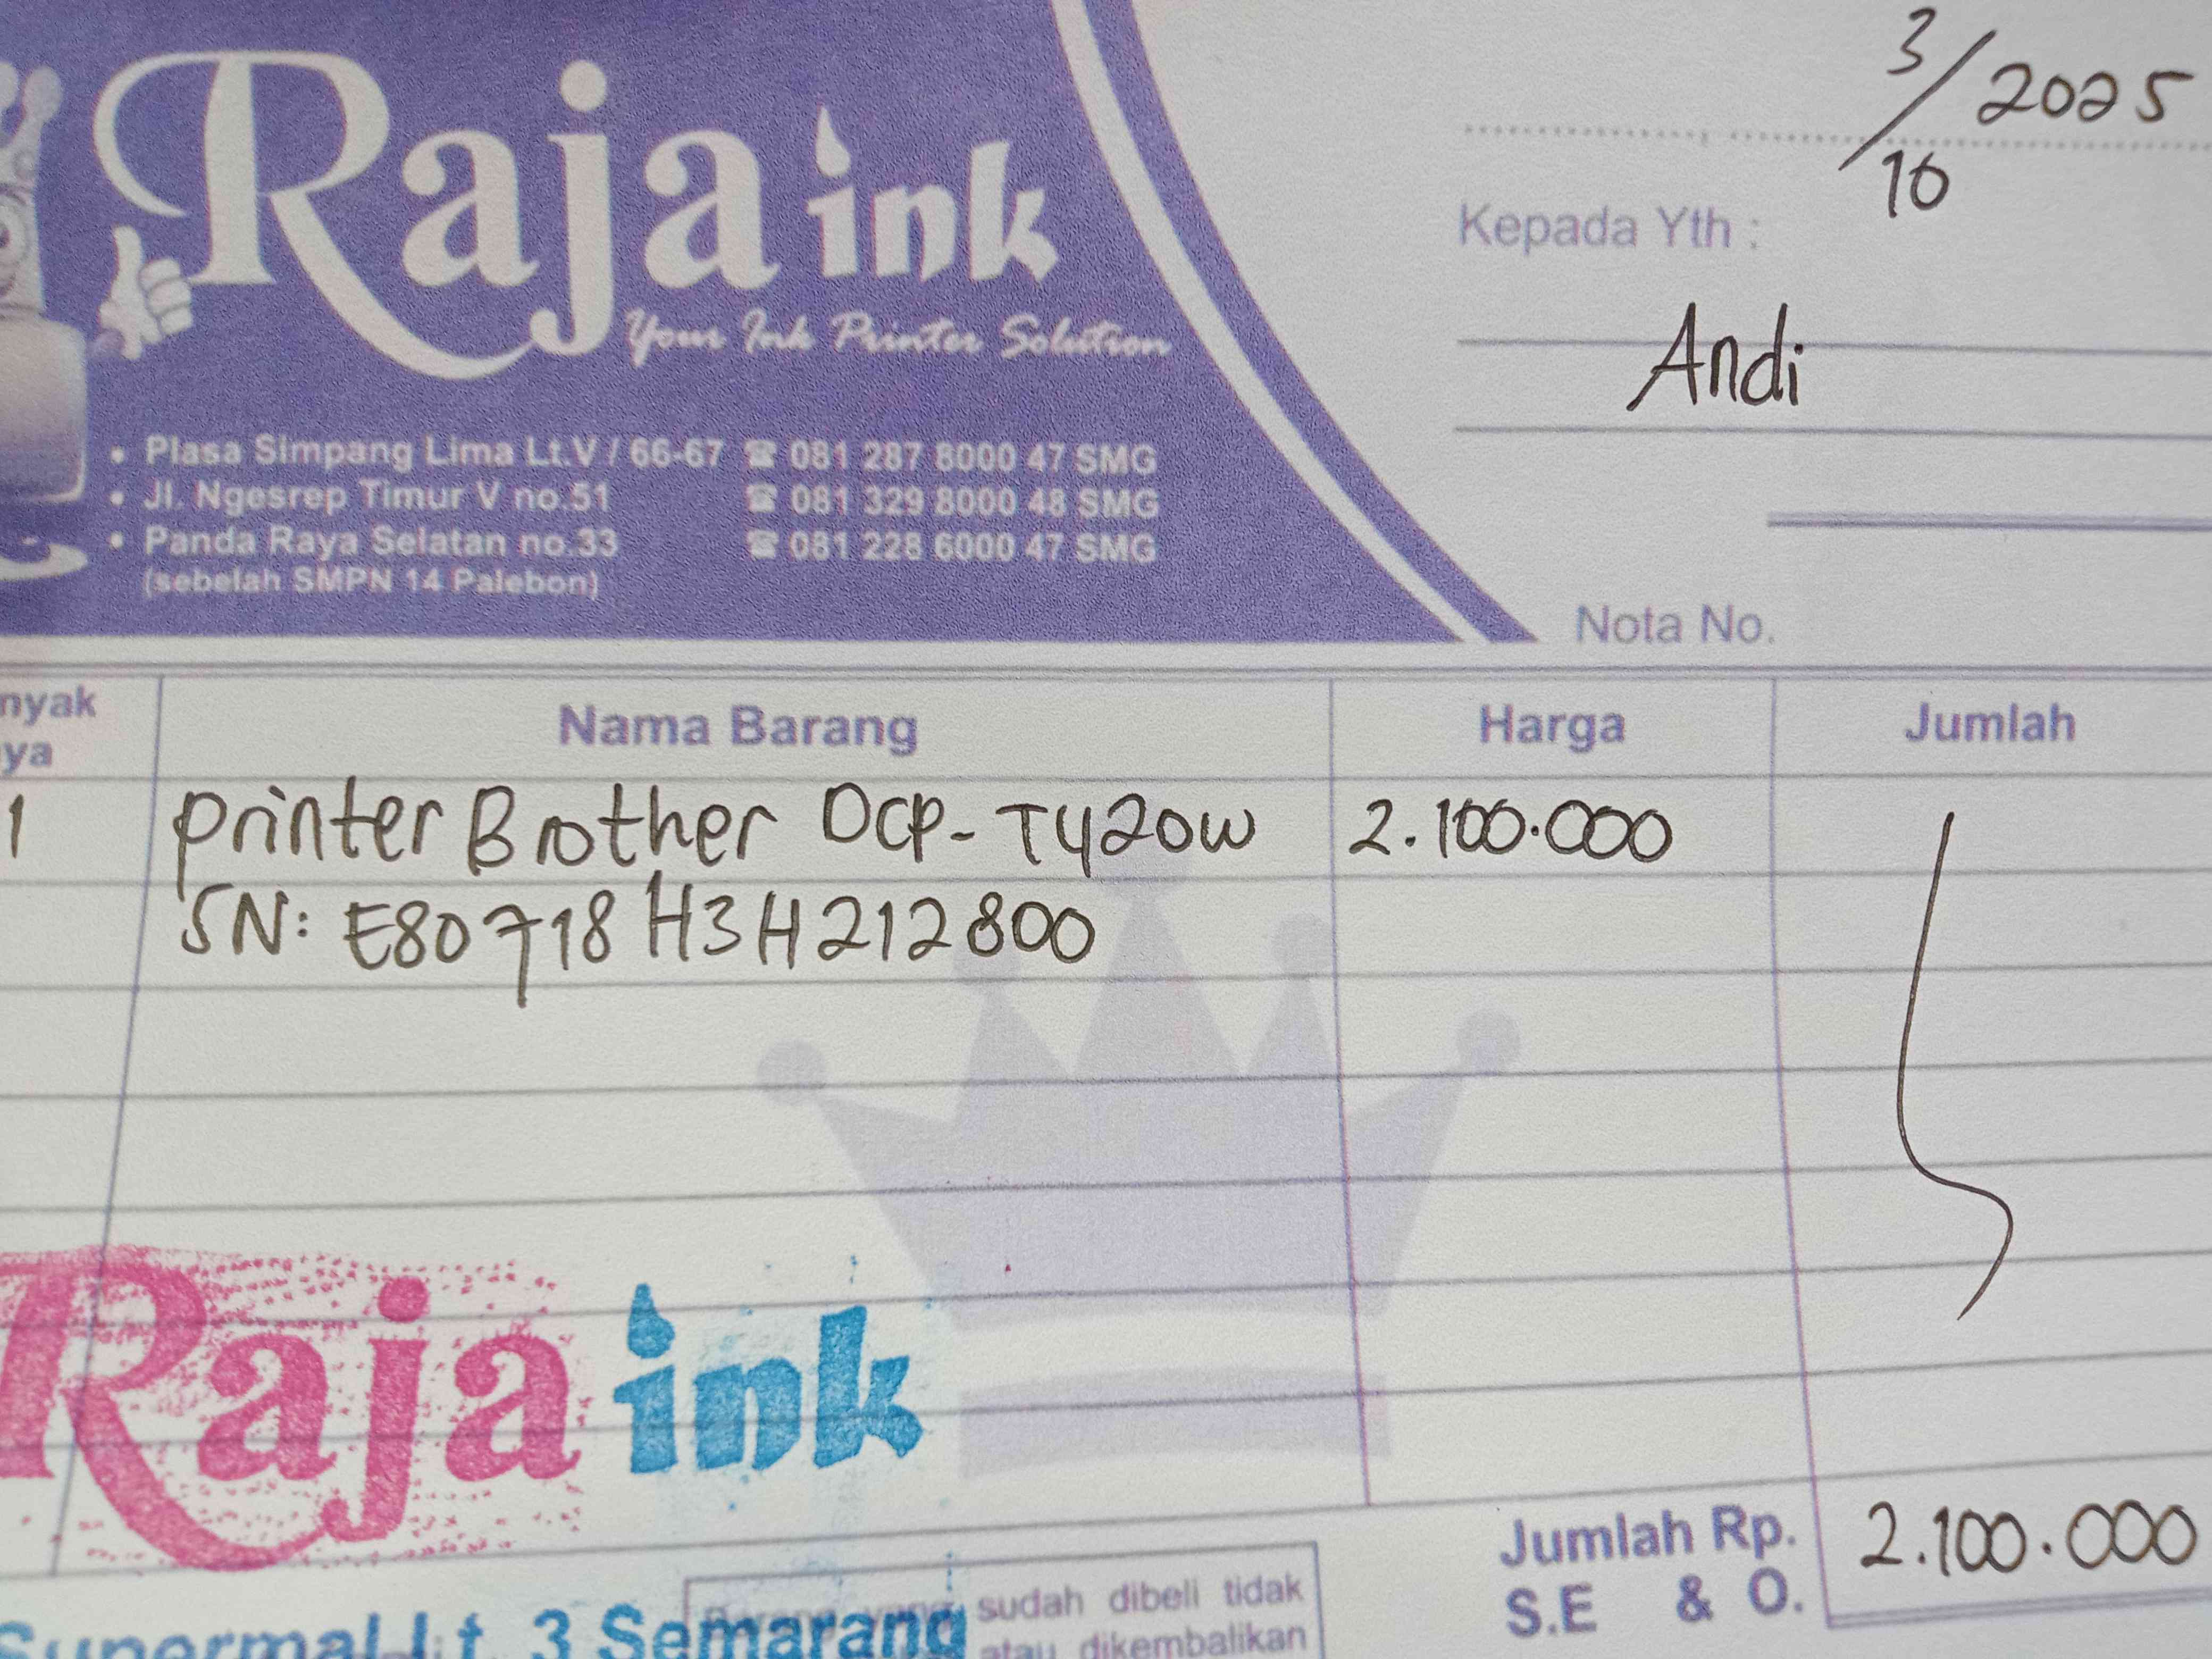 Raja ink
Your Ink Printer Solution
• Plasa Simpang Lima Lt.V / 66-67 ☎ 081 287 8000 47 SMG
• Jl. Ngesrep Timur V no.51 ☎ 081 329 8000 48 SMG
• Panda Raya Selatan no.33 ☎ 081 228 6000 47 SMG
(sebelah SMPN 14 Palebon)
3/10/2025
Kepada Yth :
Andi
Nota No.
nyak
ya
Nama Barang Harga Jumlah
1 printer Brother DCP-T420W 2.100.000
SN: E80718H3H212800
Raja ink
Supermal Lt. 3 Semarang
sudah dibeli tidak
atau dikembalikan
Jumlah Rp. 2.100.000
S.E & O.